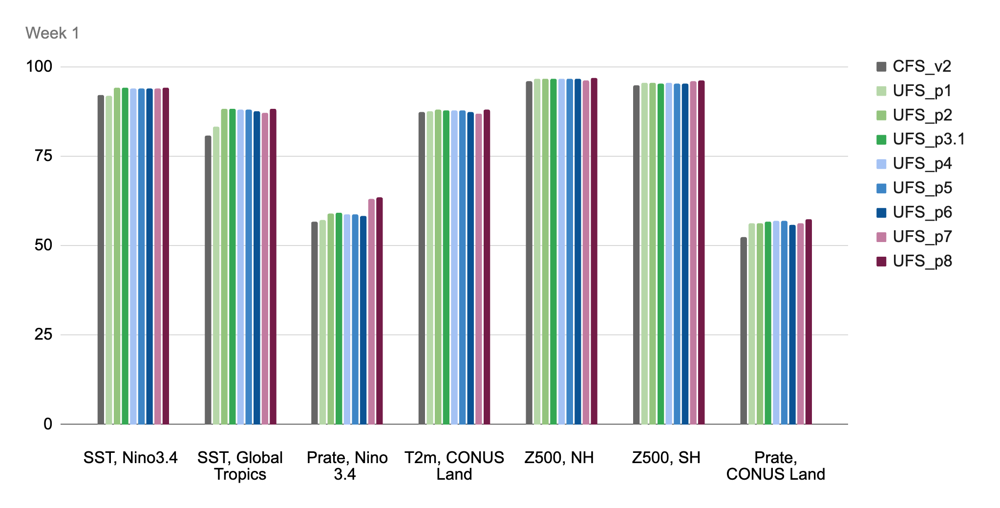 Week 1
100
75
50
25
0
CFS_v2
UFS_p1
UFS_p2
UFS_p3.1
UFS_p4
UFS_p5
UFS_p6
UFS_p7
UFS_p8
SST, Nino3.4
SST, Global
Tropics
Prate, Nino
3.4
T2m, CONUS
Land
Z500, NH
Z500, SH
Prate,
CONUS Land